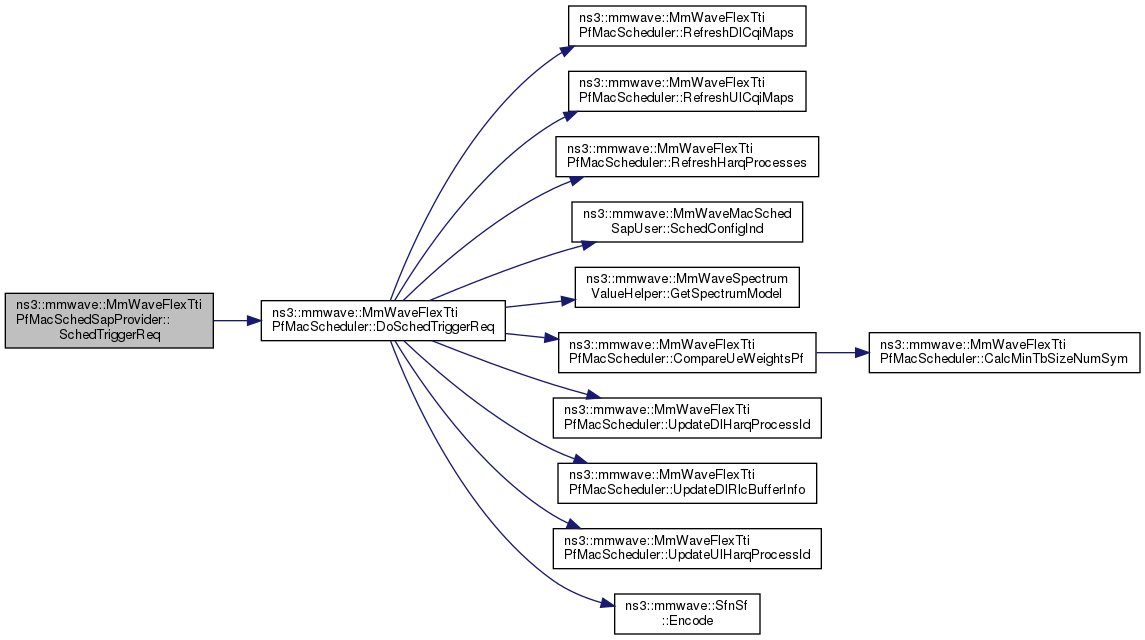 ns3::mmwave::MmWaveFlexTti
PfMacSchedSapProvider::
SchedTriggerReq
ns3::mmwave::MmWaveFlexTti
PfMacScheduler::DoSchedTriggerReq
ns3::mmwave::MmWaveFlexTti
PfMacScheduler::RefreshDlCqiMaps
ns3::mmwave::MmWaveFlexTti
PfMacScheduler::RefreshUlCqiMaps
ns3::mmwave::MmWaveFlexTti
PfMacScheduler::RefreshHarqProcesses
ns3::mmwave::MmWaveMacSched
SapUser::SchedConfigInd
ns3::mmwave::MmWaveSpectrum
ValueHelper::GetSpectrumModel
ns3::mmwave::MmWaveFlexTti
PfMacScheduler::CompareUeWeightsPf
ns3::mmwave::MmWaveFlexTti
PfMacScheduler::CalcMinTbSizeNumSym
ns3::mmwave::MmWaveFlexTti
PfMacScheduler::UpdateDlHarqProcessId
ns3::mmwave::MmWaveFlexTti
PfMacScheduler::UpdateDlRlcBufferInfo
ns3::mmwave::MmWaveFlexTti
PfMacScheduler::UpdateUlHarqProcessId
ns3::mmwave::SfnSf
::Encode